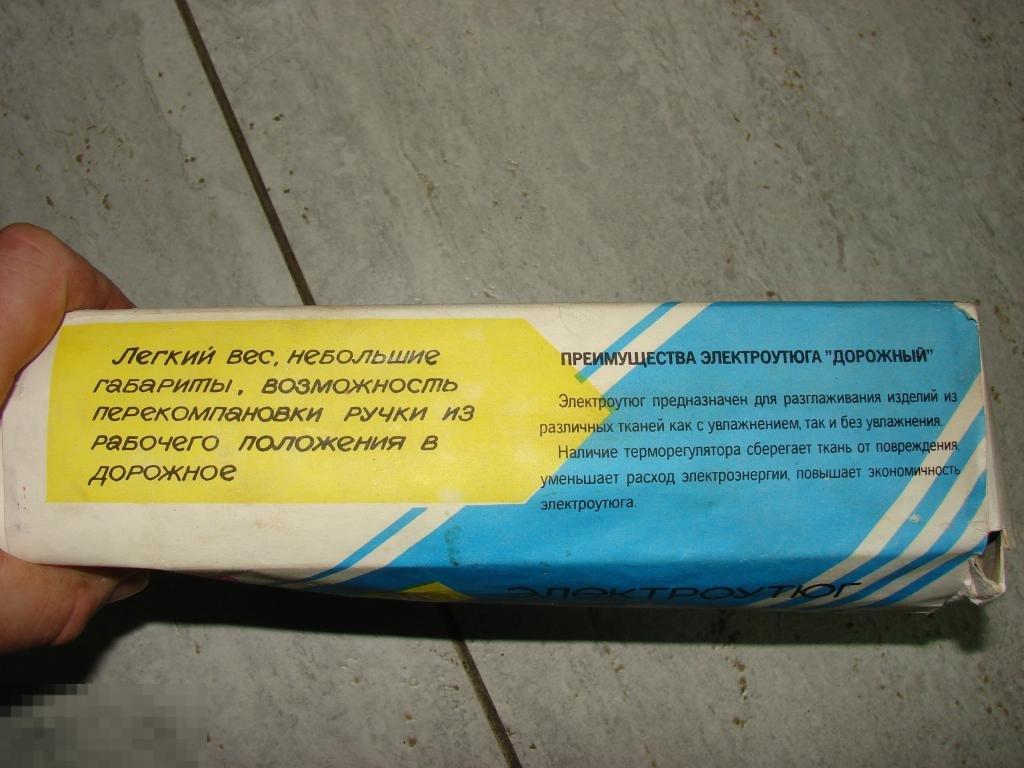 Легкий вес, небольшие
габариты, возможность
перекомпановки ручки из
рабочего положения в
дорожное
ПРЕИМУЩЕСТВА ЭЛЕКТРОУТЮГА "ДОРОЖНЫЙ"
Электроутюг предназначен для разглаживания изделий из
различных тканей как с увлажнением, так и без увлажнения.
Наличие терморегулятора сберегает ткань от повреждения,
уменьшает расход электроэнергии, повышает экономичность
электроутюга.
ЭЛЕКТРОУТЮГ